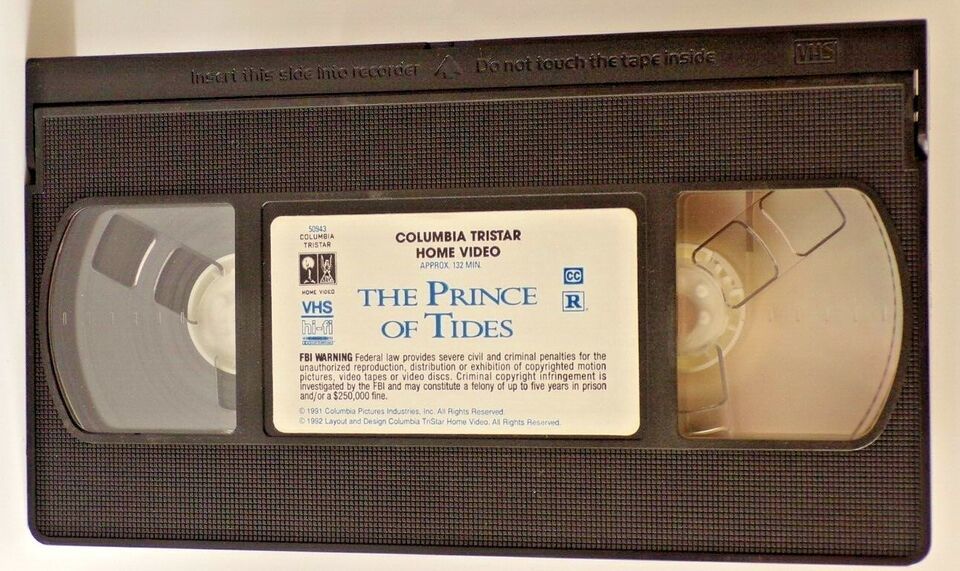 Insert this side into recorder
Do not touch the tape inside
VHS
50943
COLUMBIA
TRISTAR
HOME VIDEO
VHS
hi-fi
COLUMBIA TRISTAR
HOME VIDEO
APPROX. 132 MIN.
THE PRINCE
OF TIDES
CC
R
FBI WARNING Federal law provides severe civil and criminal penalties for the
unauthorized reproduction, distribution or exhibition of copyrighted motion
pictures, video tapes or video discs. Criminal copyright infringement is
investigated by the FBI and may constitute a felony of up to five years in prison
and/or a $250,000 fine.
© 1991 Columbia Pictures Industries, Inc. All Rights Reserved.
© 1992 Layout and Design Columbia TriStar Home Video. All Rights Reserved.